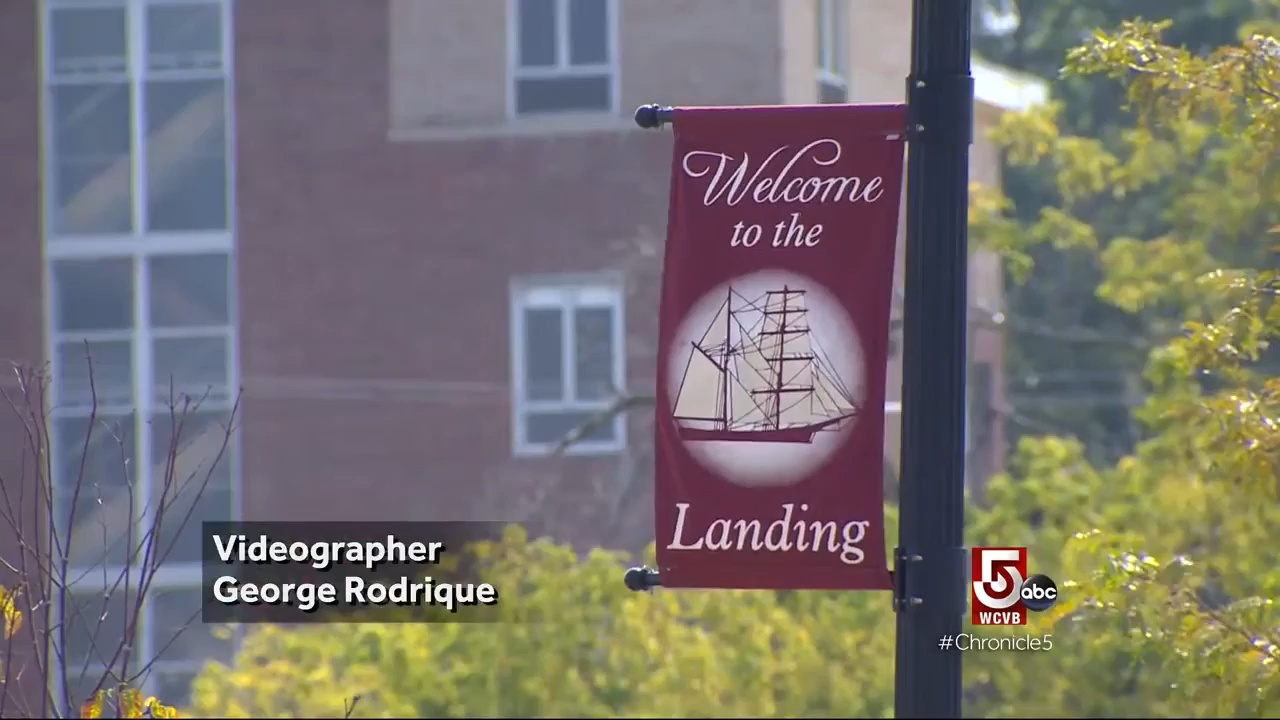 Welcome
to the
Landing
Videographer
George Rodrique
5
abc
WCVB
#Chronicle5